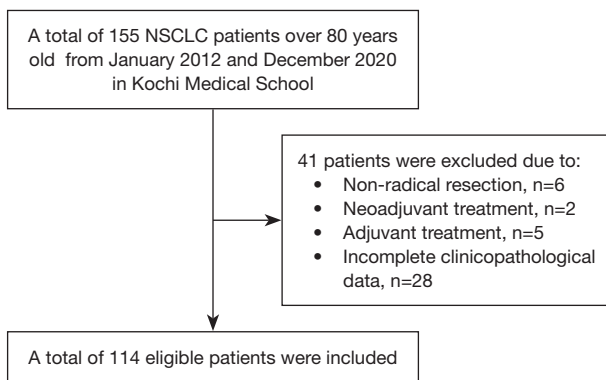 A total of 155 NSCLC patients over 80 years
old from January 2012 and December 2020
in Kochi Medical School
41 patients were excluded due to:
• Non-radical resection, n=6
• Neoadjuvant treatment, n=2
• Adjuvant treatment, n=5
• Incomplete clinicopathological
data, n=28
A total of 114 eligible patients were included